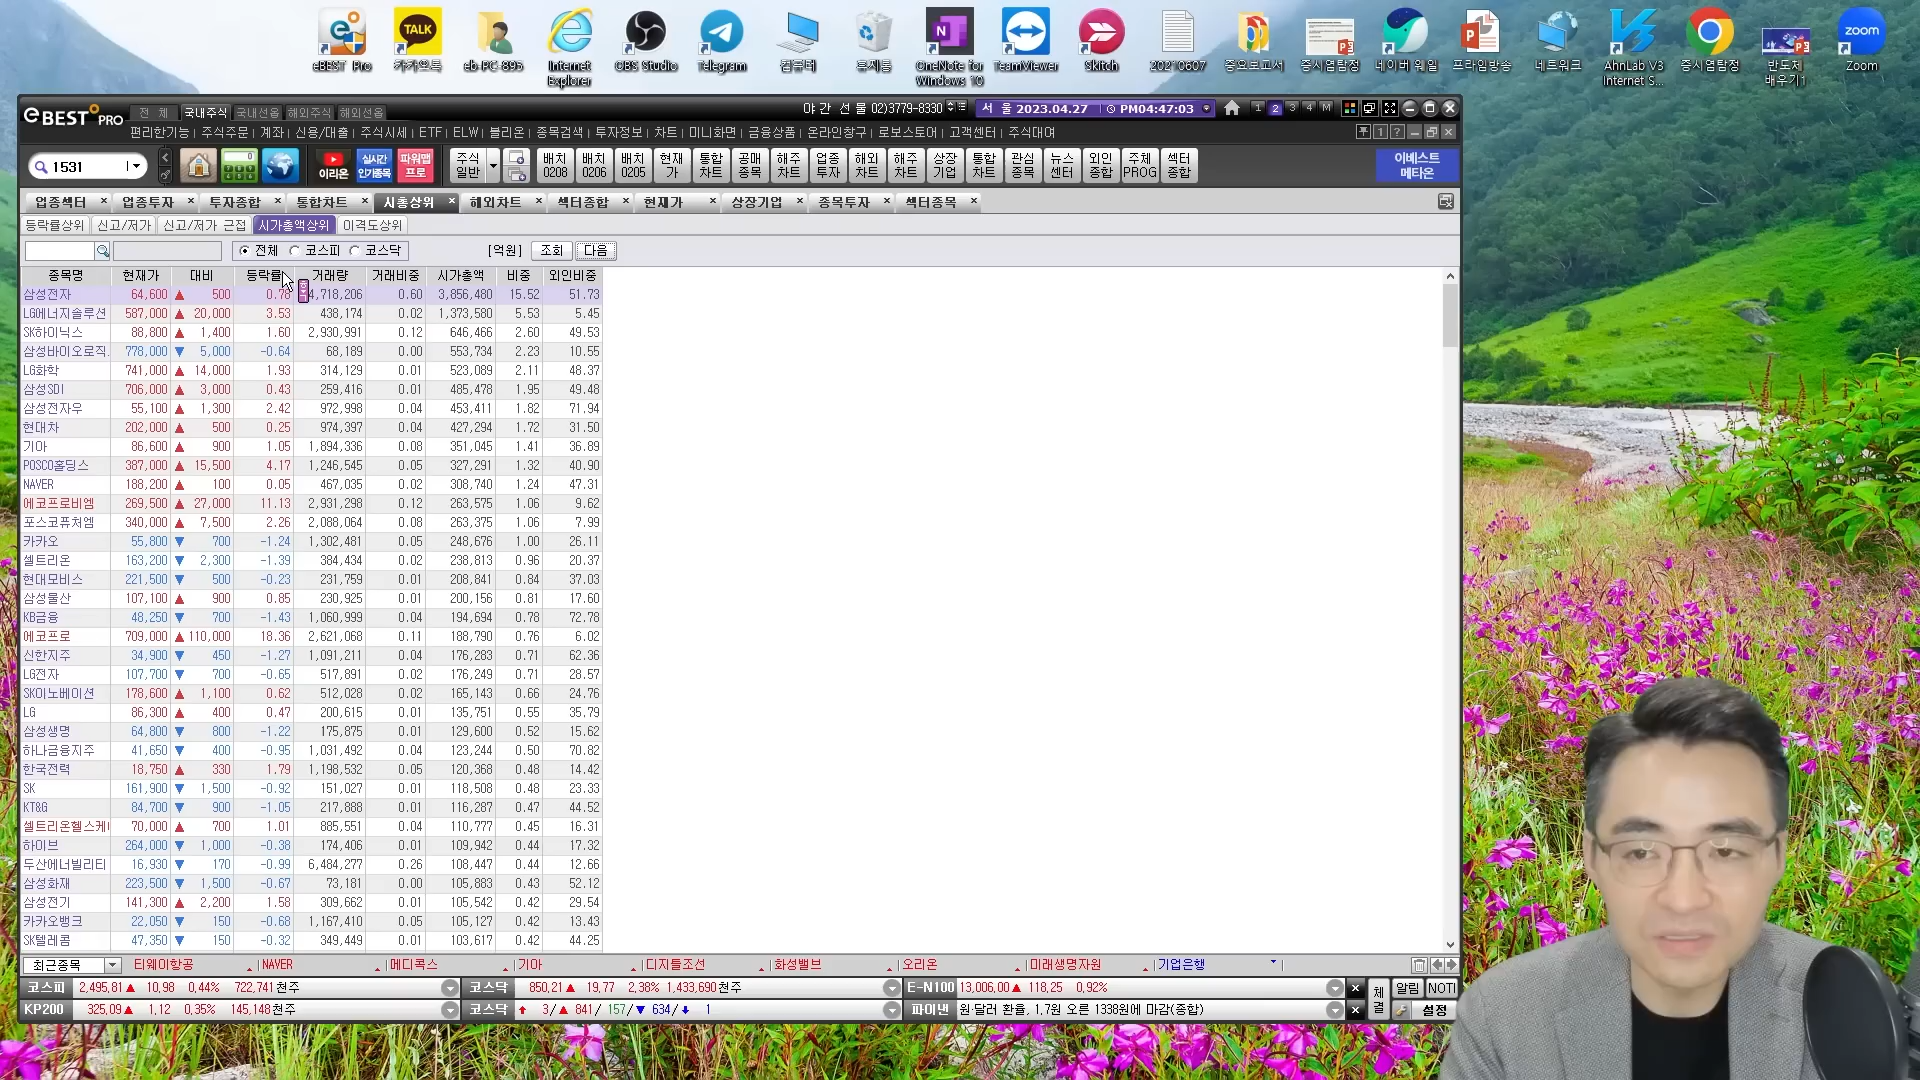 eBEST Pro 카카오톡 eb-PC-895 Internet Explorer OBS Studio Telegram 컴퓨터 휴지통 OneNote for Windows 10 TeamViewer Skitch 20210607 중요보고서 증시염탐정 네이버 웨일 프라임방송 네트워크 AhnLab V3 Internet S... 증시염탐정 반도체 배우기1 Zoom
eBEST PRO 전 체 국내주식 국내선옵 해외주식 해외선옵 야 간 선 물 02)3779-8330 서 울 2023.04.27 PM04:47:03 1 2 3 4 M
편리한기능 주식주문 계좌 신용/대출 주식시세 ETF ELW 블리온 종목검색 투자정보 차트 미니화면 금융상품 온라인창구 로보스토어 고객센터 주식대여
1531 이리온 실시간 인기종목 파워맵 프로 주식 일반 배치 0208 배치 0206 배치 0205 현재 가 통합 차트 공매 종목 해주 차트 업종 투자 해외 차트 해주 차트 상장 기업 통합 차트 관심 종목 뉴스 센터 외인 종합 주체 PROG 섹터 종합 이베스트 메타온
업종섹터 업종투자 투자종합 통합차트 시총상위 해외차트 섹터종합 현재가 상장기업 종목투자 섹터종목
등락률상위 신고/저가 신고/저가 근접 시가총액상위 이격도상위
전체 코스피 코스닥 [억원] 조회 다음
종목명 현재가 대비 등락률 거래량 거래비중 시가총액 비중 외인비중
삼성전자 64,600 ▲ 500 0.78 4,718,206 0.60 3,856,480 15.52 51.73
LG에너지솔루션 587,000 ▲ 20,000 3.53 438,174 0.02 1,373,580 5.53 5.45
SK하이닉스 88,800 ▲ 1,400 1.60 2,930,991 0.12 646,466 2.60 49.53
삼성바이오로직. 778,000 ▼ 5,000 -0.64 68,189 0.00 553,734 2.23 10.55
LG화학 741,000 ▲ 14,000 1.93 314,129 0.01 523,089 2.11 48.37
삼성SDI 706,000 ▲ 3,000 0.43 259,416 0.01 485,478 1.95 49.48
삼성전자우 55,100 ▲ 1,300 2.42 972,998 0.04 453,411 1.82 71.94
현대차 202,000 ▲ 500 0.25 974,397 0.04 427,294 1.72 31.50
기아 86,600 ▲ 900 1.05 1,894,336 0.08 351,045 1.41 36.89
POSCO홀딩스 387,000 ▲ 15,500 4.17 1,246,545 0.05 327,291 1.32 40.90
NAVER 188,200 ▲ 100 0.05 467,035 0.02 308,740 1.24 47.31
에코프로비엠 269,500 ▲ 27,000 11.13 2,931,298 0.12 263,575 1.06 9.62
포스코퓨처엠 340,000 ▲ 7,500 2.26 2,088,064 0.08 263,375 1.06 7.99
카카오 55,800 ▼ 700 -1.24 1,302,481 0.05 248,676 1.00 26.11
셀트리온 163,200 ▼ 2,300 -1.39 384,434 0.02 238,813 0.96 20.37
현대모비스 221,500 ▼ 500 -0.23 231,759 0.01 208,841 0.84 37.03
삼성물산 107,100 ▲ 900 0.85 230,925 0.01 200,156 0.81 17.60
KB금융 48,250 ▼ 700 -1.43 1,060,999 0.04 194,694 0.78 72.78
에코프로 709,000 ▲ 110,000 18.36 2,621,068 0.11 188,790 0.76 6.02
신한지주 34,900 ▼ 450 -1.27 1,091,211 0.04 176,283 0.71 62.36
LG전자 107,700 ▼ 700 -0.65 517,891 0.02 176,249 0.71 28.57
SK이노베이션 178,600 ▲ 1,100 0.62 512,028 0.02 165,143 0.66 24.76
LG 86,300 ▲ 400 0.47 200,615 0.01 135,751 0.55 35.79
삼성생명 64,800 ▼ 800 -1.22 175,875 0.01 129,600 0.52 15.62
하나금융지주 41,650 ▼ 400 -0.95 1,031,492 0.04 123,244 0.50 70.82
한국전력 18,750 ▲ 330 1.79 1,198,532 0.05 120,368 0.48 14.42
SK 161,900 ▼ 1,500 -0.92 151,027 0.01 118,508 0.48 23.33
KT&G 84,700 ▼ 900 -1.05 217,888 0.01 116,287 0.47 44.52
셀트리온헬스케 70,000 ▲ 700 1.01 885,551 0.04 110,777 0.45 16.31
하이브 264,000 ▼ 1,000 -0.38 174,406 0.01 109,942 0.44 17.32
두산에너빌리티 16,930 ▼ 170 -0.99 6,484,277 0.26 108,447 0.44 12.66
삼성화재 223,500 ▼ 1,500 -0.67 73,181 0.00 105,883 0.43 52.12
삼성전기 141,300 ▲ 2,200 1.58 309,662 0.01 105,542 0.42 29.54
카카오뱅크 22,050 ▼ 150 -0.68 1,167,410 0.05 105,127 0.42 13.43
SK텔레콤 47,350 ▼ 150 -0.32 349,449 0.01 103,617 0.42 44.25
최근종목 티웨이항공 NAVER 메디콕스 기아 디지틀조선 화성밸브 오리온 미래생명자원 기업은행
코스피 2,495,81▲ 10,98 0,44% 722,741천주 코스닥 850,21▲ 19,77 2,38% 1,433,690천주 E-N100 13,006,00▲ 118,25 0,92% 체결 알림 NOTI
KP200 325,09▲ 1,12 0,35% 145,148천주 코스닥 ↑ 3/▲ 841/ 157/▼ 634/↓ 1 파이낸 원·달러 환율, 1.7원 오른 1338원에 마감(종합) 설정